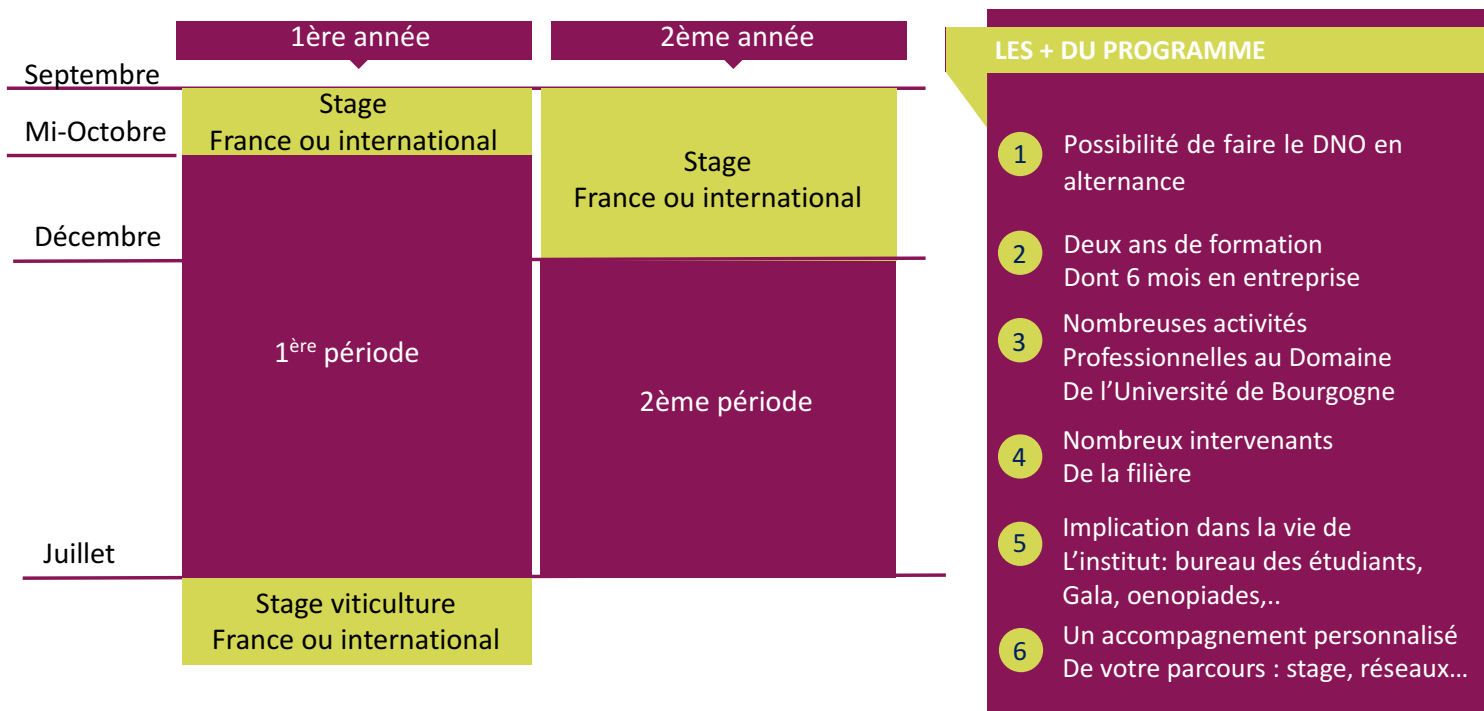 1ère année
2ème année
Septembre
Mi-Octobre
Décembre
Juillet
Stage
France ou international
1ère période
Stage viticulture
France ou international
Stage
France ou international
2ème période
LES + DU PROGRAMME
1
Possibilité de faire le DNO en
alternance
2
Deux ans de formation
Dont 6 mois en entreprise
3
Nombreuses activités
Professionnelles au Domaine
De l’Université de Bourgogne
4
Nombreux intervenants
De la filière
5
Implication dans la vie de
L’institut: bureau des étudiants,
Gala, oenopiades,..
6
Un accompagnement personnalisé
De votre parcours : stage, réseaux…